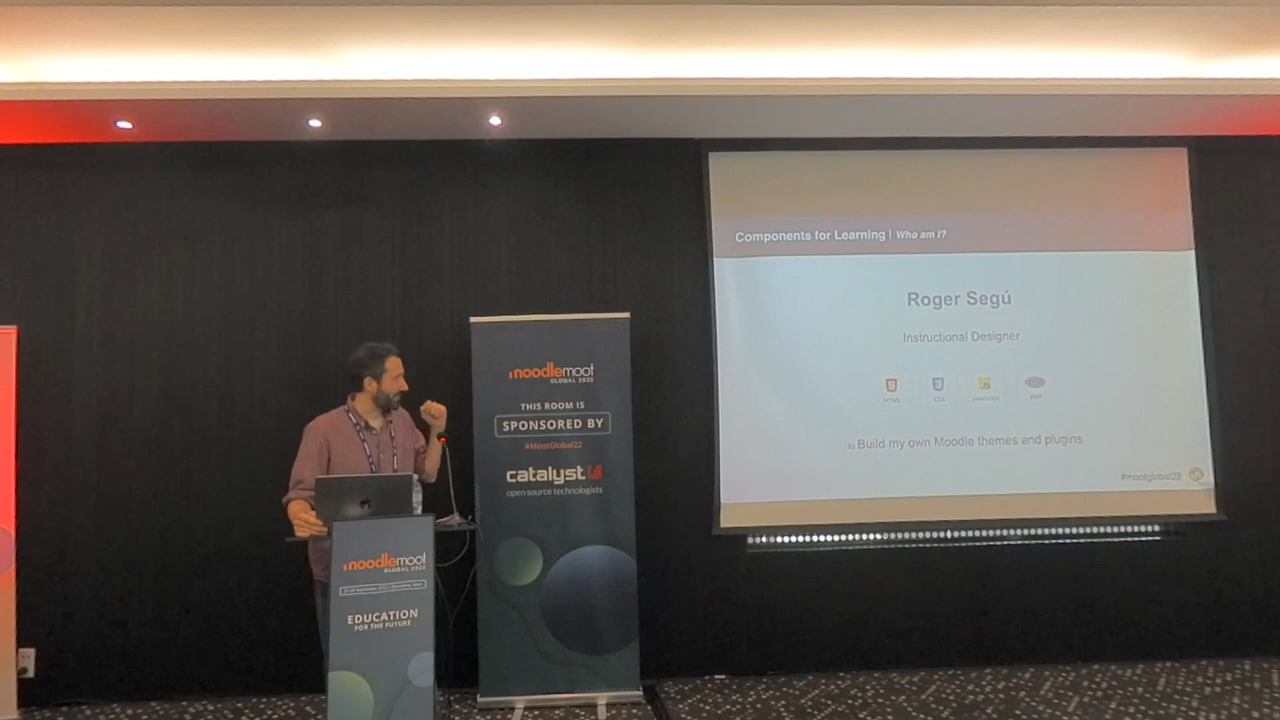 Components for Learning | Who am I?
Roger Segú
Instructional Designer
HTML
CSS
JavaScript
PHP
to Build my own Moodle themes and plugins
#mootglobal22
moodlemoot
GLOBAL 2022
THIS ROOM IS
SPONSORED BY
#MootGlobal22
catalyst
open source technologists
moodlemoot
GLOBAL 2022
EDUCATION
FOR THE FUTURE